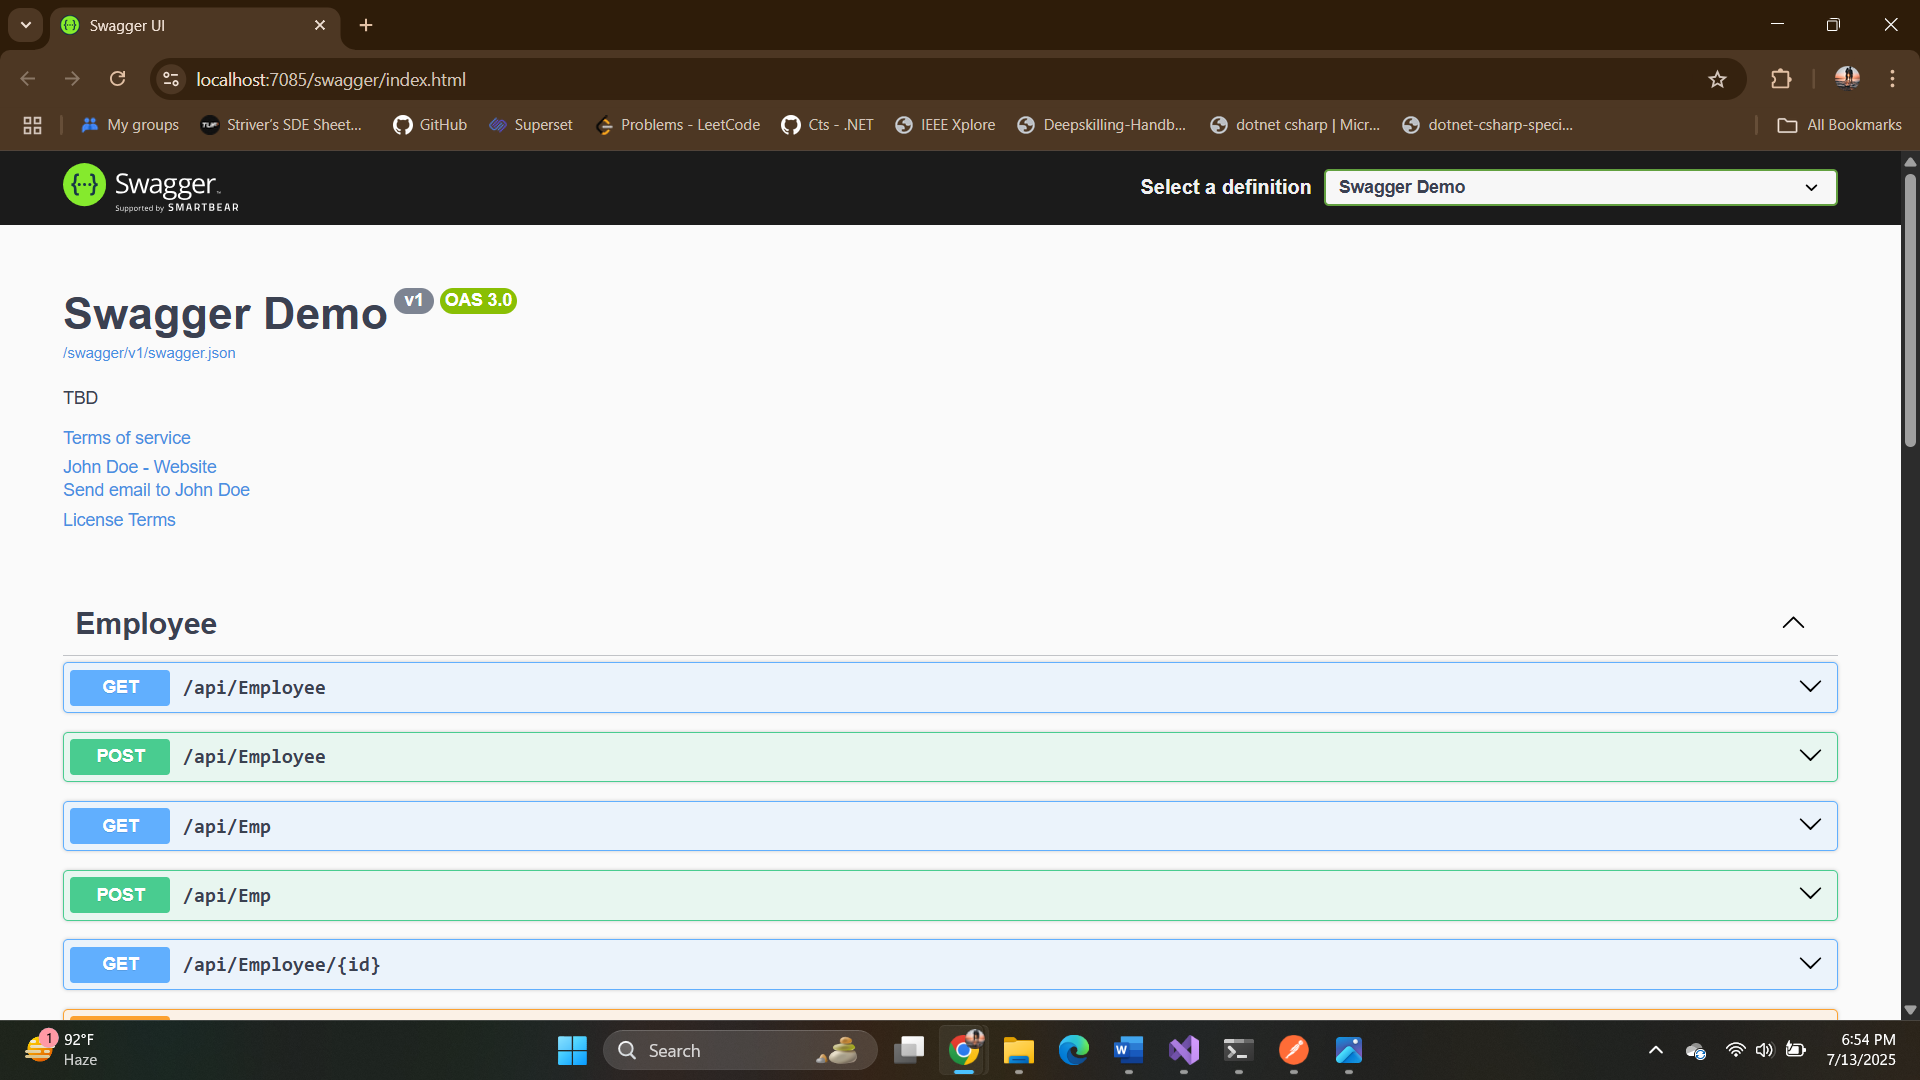 Swagger UI
localhost:7085/swagger/index.html
My groups
Striver's SDE Sheet...
GitHub
Superset
Problems - LeetCode
Cts - .NET
IEEE Xplore
Deepskilling-Handb...
dotnet csharp | Micr...
dotnet-csharp-speci...
All Bookmarks
Swagger
Supported by SMARTBEAR
Select a definition
Swagger Demo
Swagger Demo v1 OAS 3.0
/swagger/v1/swagger.json
TBD
Terms of service
John Doe - Website
Send email to John Doe
License Terms
Employee
GET /api/Employee
POST /api/Employee
GET /api/Emp
POST /api/Emp
GET /api/Employee/{id}
1
92°F
Haze
Search
6:54 PM
7/13/2025